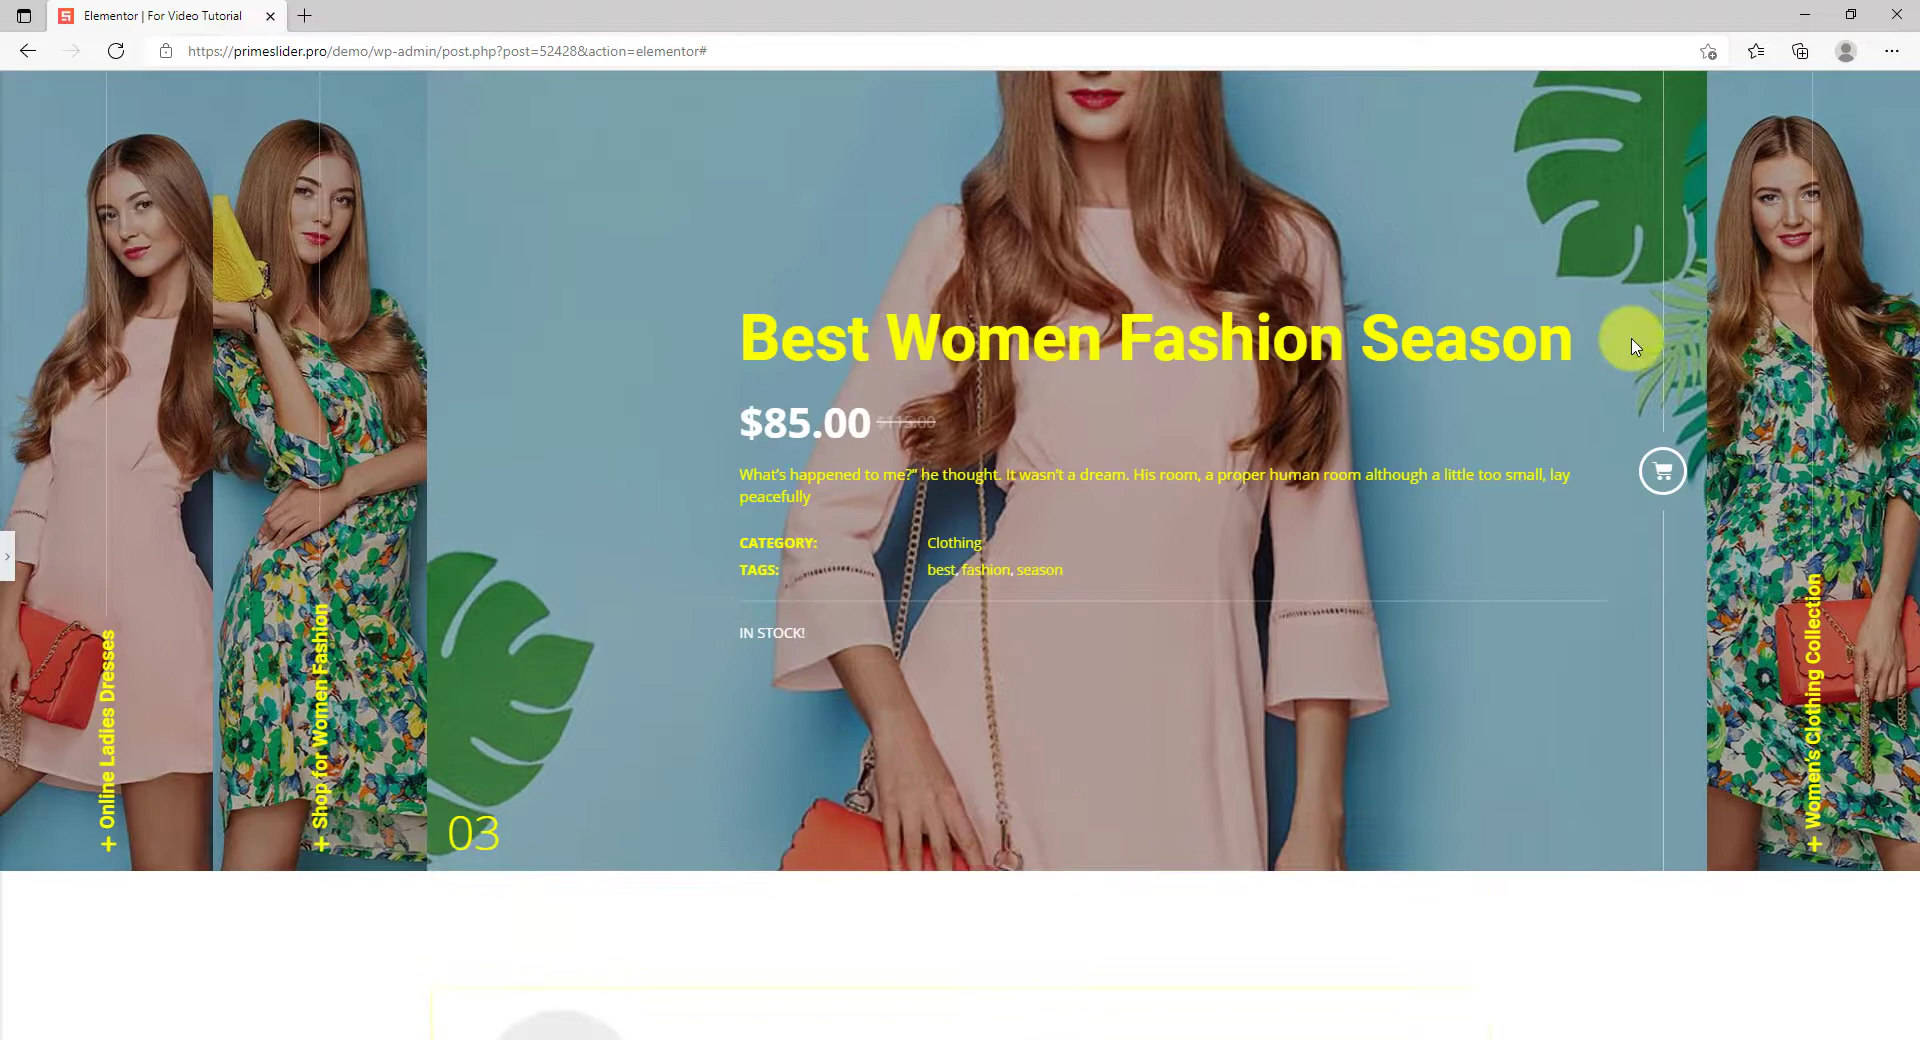 Elementor | For Video Tutorial
https://primeslider.pro/demo/wp-admin/post.php?post=52428&action=elementor#
+ Online Ladies Dresses
+ Shop for Women Fashion
Best Women Fashion Season
$85.00 $115.00
What's happened to me?” he thought. It wasn't a dream. His room, a proper human room although a little too small, lay
peacefully
CATEGORY: Clothing
TAGS: best, fashion, season
IN STOCK!
03
+ Women's Clothing Collection